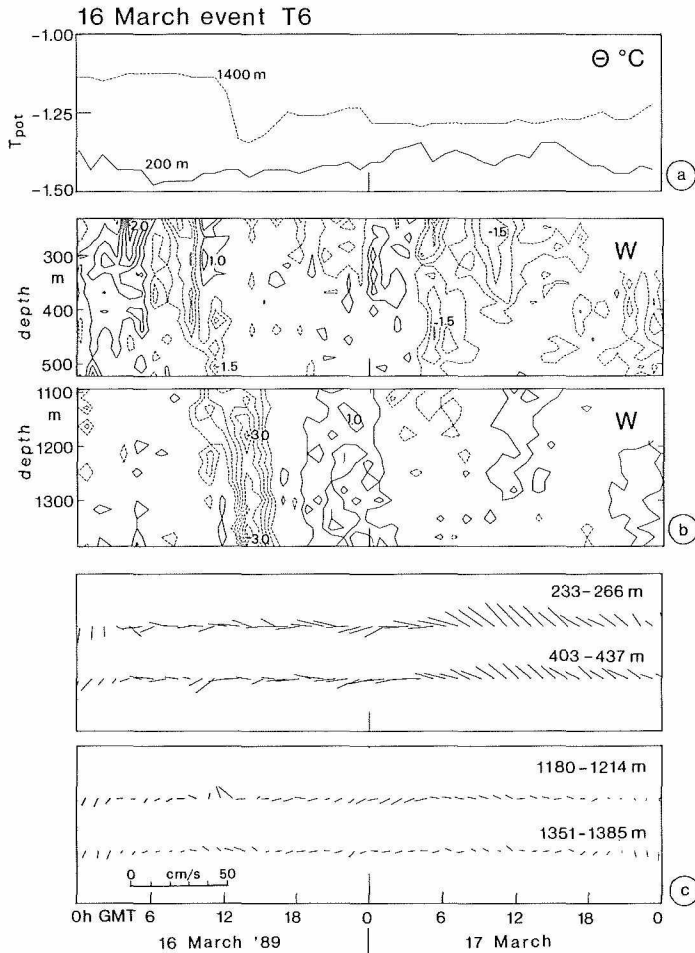 16 March event T6
-1.00
-1.25
-1.50
T pot
Θ °C
1400 m
200 m
a
300
m
400
500
depth
-2.0
1.0
-1.5
-1.5
-1.5
W
1100
m
1200
1300
depth
-3.0
-3.0
1.0
W
b
233-266 m
403-437 m
1180-1214 m
1351-1385 m
0 cm/s 50
c
0h GMT 6 12 18 0 6 12 18 0
16 March '89 17 March